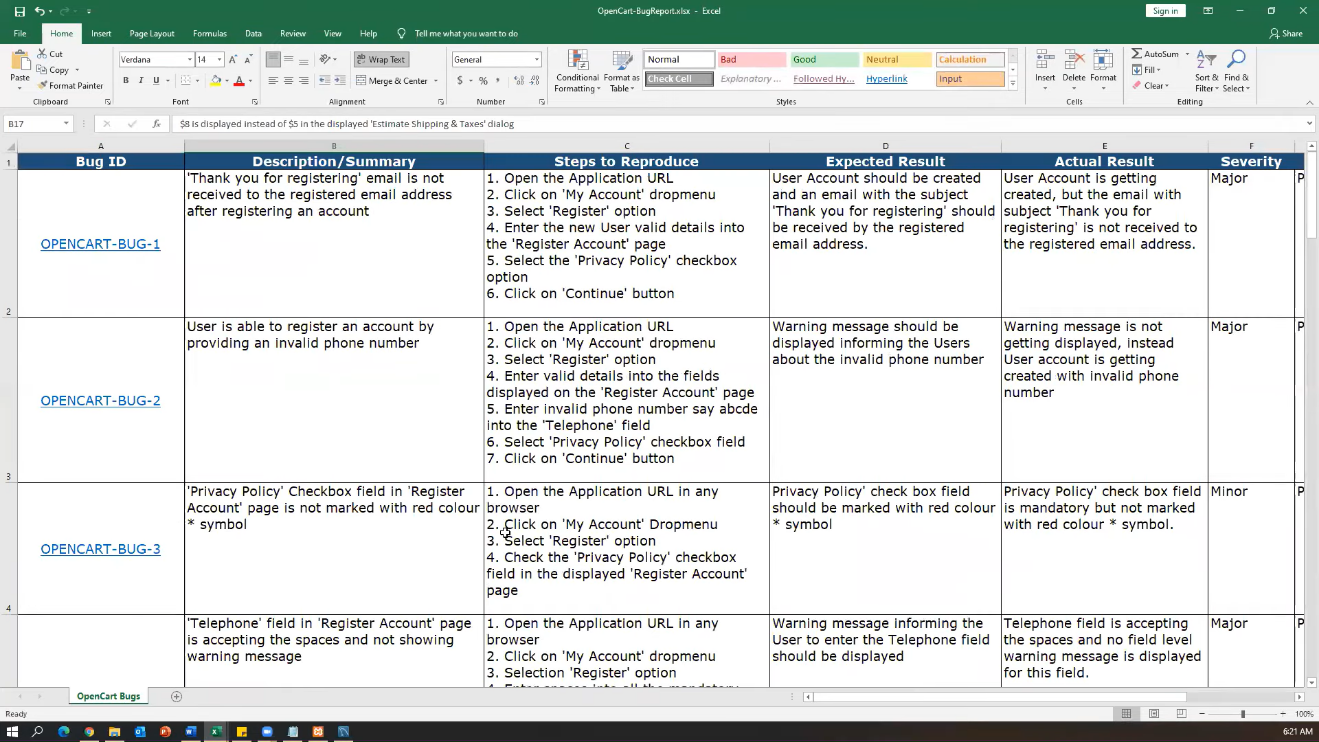 OpenCart-BugReport.xlsx - Excel
Sign in
File Home Insert Page Layout Formulas Data Review View Help Tell me what you want to do Share
Paste
Cut
Copy
Format Painter
Clipboard
Verdana 14
B I U
Font
Wrap Text
Merge & Center
Alignment
General
$ % ,
Number
Conditional Formatting
Format as Table
Normal Bad Good Neutral Calculation
Check Cell Explanatory ... Followed Hy... Hyperlink Input
Styles
Insert Delete Format
Cells
AutoSum
Fill
Clear
Sort & Filter
Find & Select
Editing
B17 fx $8 is displayed instead of $5 in the displayed 'Estimate Shipping & Taxes' dialog
A B C D E F
1 Bug ID Description/Summary Steps to Reproduce Expected Result Actual Result Severity
2
OPENCART-BUG-1
'Thank you for registering' email is not
received to the registered email address
after registering an account
1. Open the Application URL
2. Click on 'My Account' dropmenu
3. Select 'Register' option
4. Enter the new User valid details into
the 'Register Account' page
5. Select the 'Privacy Policy' checkbox
option
6. Click on 'Continue' button
User Account should be created
and an email with the subject
'Thank you for registering' should
be received by the registered
email address.
User Account is getting
created, but the email with
subject 'Thank you for
registering' is not received to
the registered email address.
Major
P
3
OPENCART-BUG-2
User is able to register an account by
providing an invalid phone number
1. Open the Application URL
2. Click on 'My Account' dropmenu
3. Select 'Register' option
4. Enter valid details into the fields
displayed on the 'Register Account' page
5. Enter invalid phone number say abcde
into the 'Telephone' field
6. Select 'Privacy Policy' checkbox field
7. Click on 'Continue' button
Warning message should be
displayed informing the Users
about the invalid phone number
Warning message is not
getting displayed, instead
User account is getting
created with invalid phone
number
Major
P
4
OPENCART-BUG-3
'Privacy Policy' Checkbox field in 'Register
Account' page is not marked with red colour
* symbol
1. Open the Application URL in any
browser
2. Click on 'My Account' Dropmenu
3. Select 'Register' option
4. Check the 'Privacy Policy' checkbox
field in the displayed 'Register Account'
page
Privacy Policy' check box field
should be marked with red colour
* symbol
Privacy Policy' check box field
is mandatory but not marked
with red colour * symbol.
Minor
P
'Telephone' field in 'Register Account' page
is accepting the spaces and not showing
warning message
1. Open the Application URL in any
browser
2. Click on 'My Account' dropmenu
3. Selection 'Register' option
4. Enter spaces into all the mandatory
Warning message informing the
User to enter the Telephone field
should be displayed
Telephone field is accepting
the spaces and no field level
warning message is displayed
for this field.
Major
P
OpenCart Bugs
Ready
100%
6:21 AM